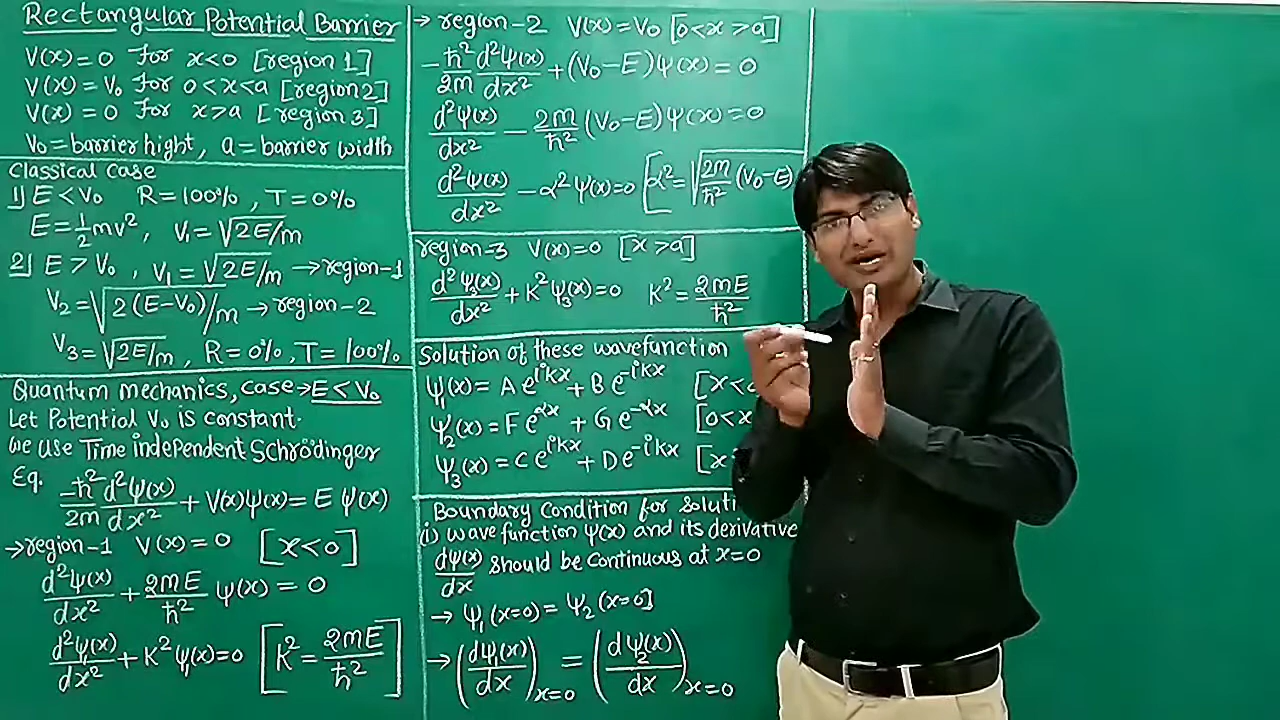 Rectangular Potential Barrier
V(x)=0 for x<0 [region 1]
V(x)=V₀ for 0<x<a [region2]
V(x)=0 for x>a [region 3]
V₀=barrier hight, a=barrier width
Classical Case
1) E<V₀ R=100%, T=0%
E=½mv², V₁=√2E/m
2) E>V₀, V₁=√2E/m →region-1
V₂=√2(E-V₀)/m → region-2
V₃=√2E/m, R=0%, T=100%
Quantum mechanics, Case→E<V₀
Let Potential V₀ is constant.
we use Time independent Schrödinger
Eq. -ħ²/2m d²ψ(x)/dx² + V(x)ψ(x)=E ψ(x)
→region-1 V(x)=0 [x<0]
d²ψ(x)/dx² + 2mE/ħ² ψ(x)=0
d²ψ₁(x)/dx² + K²ψ₁(x)=0 [K²=2mE/ħ²]
→ region-2 V(x)=V₀ [0<x>a]
-ħ²/2m d²ψ(x)/dx² + (V₀-E)ψ(x)=0
d²ψ(x)/dx² - 2m/ħ² (V₀-E)ψ(x)=0
d²ψ(x)/dx² - α²ψ(x)=0 [α²=√2m/ħ² (V₀-E)
region-3 V(x)=0 [x>a]
d²ψ₃(x)/dx² + K²ψ₃(x)=0 K²=2mE/ħ²
Solution of these wavefunction
ψ₁(x)=A e^ikx + B e^-ikx [x<
ψ₂(x)=F e^αx + G e^-αx [0<x
ψ₃(x)=C e^ikx + D e^-ikx [x
Boundary Condition for Soluti
(i) wave function ψ(x) and its derivative
dψ(x)/dx should be continuous at x=0
→ ψ₁(x=0)=ψ₂(x=0]
→ (dψ₁(x)/dx)x=0 = (dψ₂(x)/dx)x=0